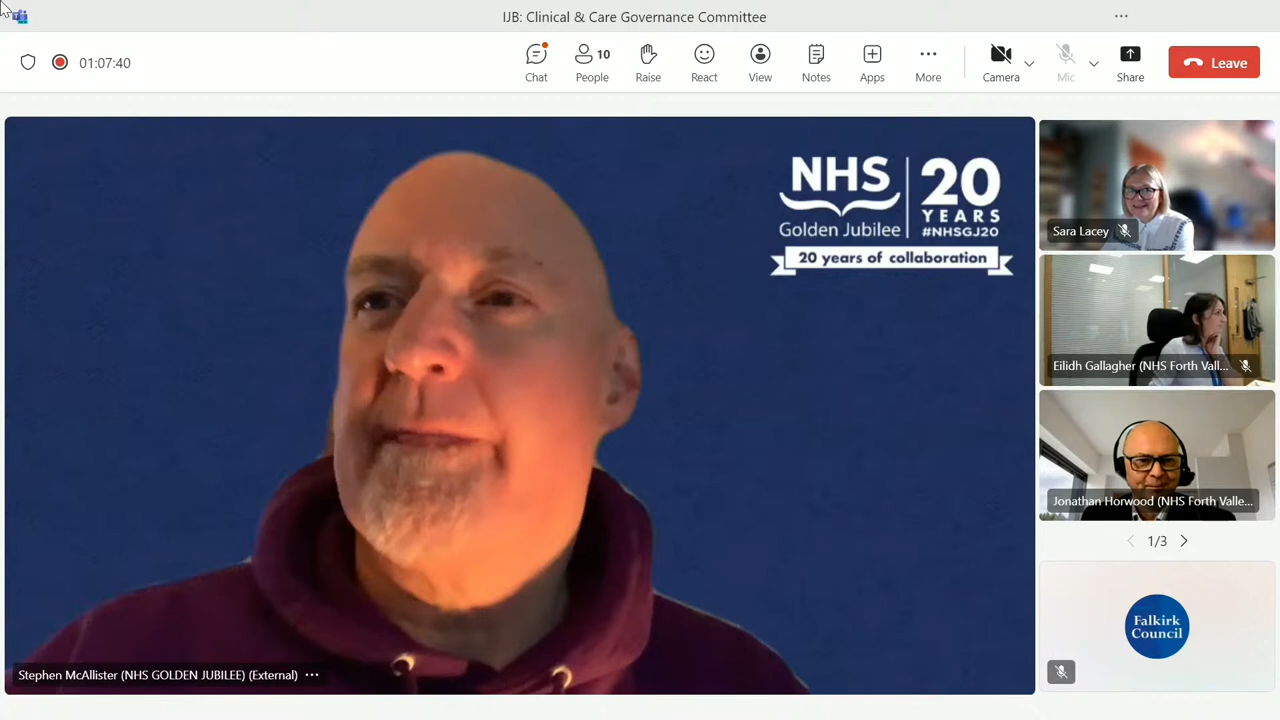 IJB: Clinical & Care Governance Committee
01:07:40
Chat
10
People
Raise
React
View
Notes
Apps
More
Camera
Mic
Share
Leave
NHS
Golden Jubilee
20
YEARS
#NHSGJ20
20 years of collaboration
Stephen McAllister (NHS GOLDEN JUBILEE) (External)
Sara Lacey
Eilidh Gallagher (NHS Forth Vall...
Jonathan Horwood (NHS Forth Valle...
1/3
Falkirk
Council